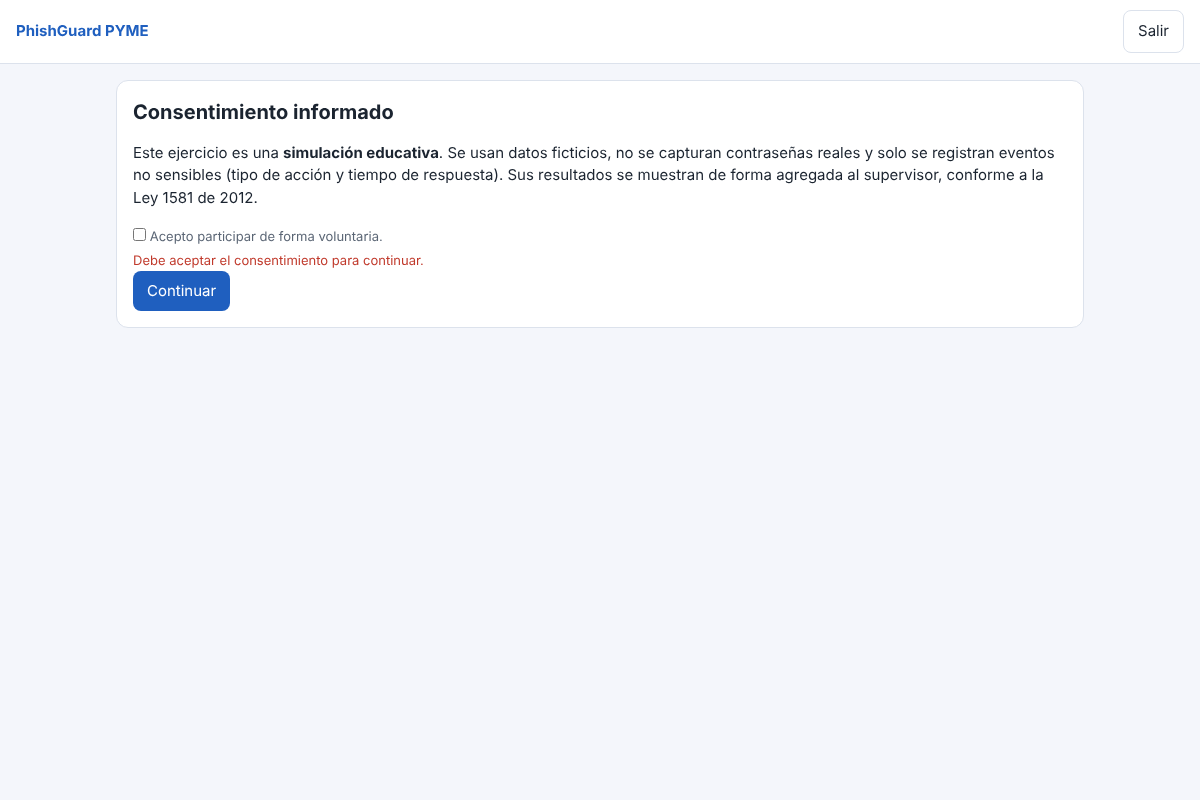 PhishGuard PYME
Salir
Consentimiento informado
Este ejercicio es una simulación educativa. Se usan datos ficticios, no se capturan contraseñas reales y solo se registran eventos
no sensibles (tipo de acción y tiempo de respuesta). Sus resultados se muestran de forma agregada al supervisor, conforme a la
Ley 1581 de 2012.
Acepto participar de forma voluntaria.
Debe aceptar el consentimiento para continuar.
Continuar